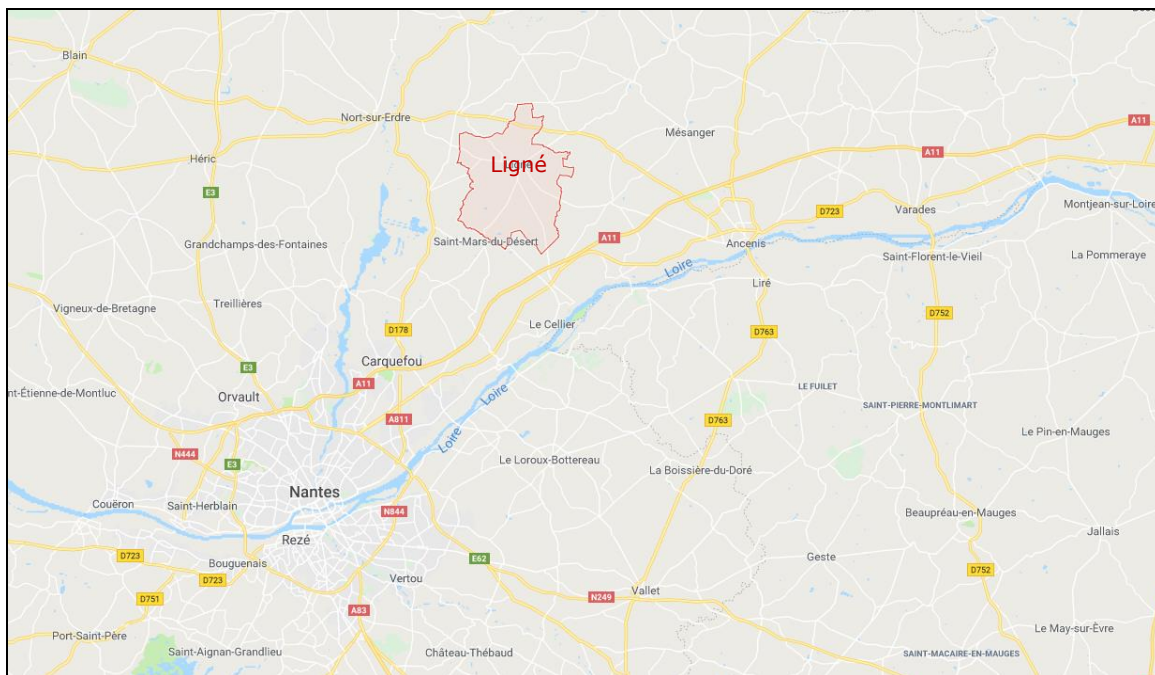 Blain
Nort-sur-Erdre
Mésanger
A11
Héric
Ligné
A11
E3
Montjean-sur-Loire
D723
Varades
Grandchamps-des-Fontaines
Saint-Mars-du-Désert
A11
Ancenis
Saint-Florent-le-Vieil
La Pommeraye
Loire
Liré
Vigneux-de-Bretagne
Treillières
D752
Le Cellier
D178
D763
Carquefou
E3
A11
LE FUILET
nt-Étienne-de-Montluc
Orvault
Loire
SAINT-PIERRE-MONTLIMART
A811
D763
Le Pin-en-Mauges
Loire
N444
E3
Le Loroux-Bottereau
La Boissière-du-Doré
Nantes
Couëron
Saint-Herblain
N844
Beaupréau-en-Mauges
Rezé
Jallais
D723
Bouguenais
E62
Geste
D723
Vertou
D752
Vallet
D751
N249
A83
Port-Saint-Père
Le May-sur-Èvre
Saint-Aignan-Grandlieu
Château-Thébaud
SAINT-MACAIRE-EN-MAUGES